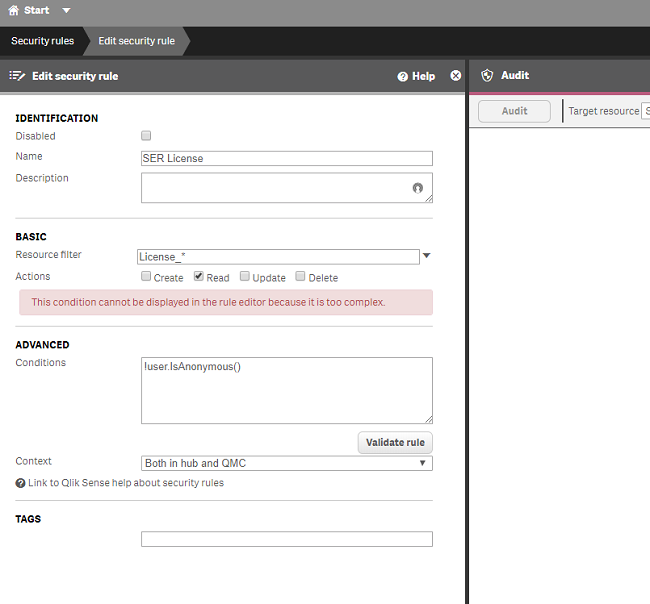 Start
Security rules
Edit security rule
Edit security rule
Help
Audit
Audit
Target resource
S
IDENTIFICATION
Disabled
Name
SER License
Description
BASIC
Resource filter
License_*
Actions
Create
Read
Update
Delete
This condition cannot be displayed in the rule editor because it is too complex.
ADVANCED
Conditions
!user.IsAnonymous()
Validate rule
Context
Both in hub and QMC
Link to Qlik Sense help about security rules
TAGS